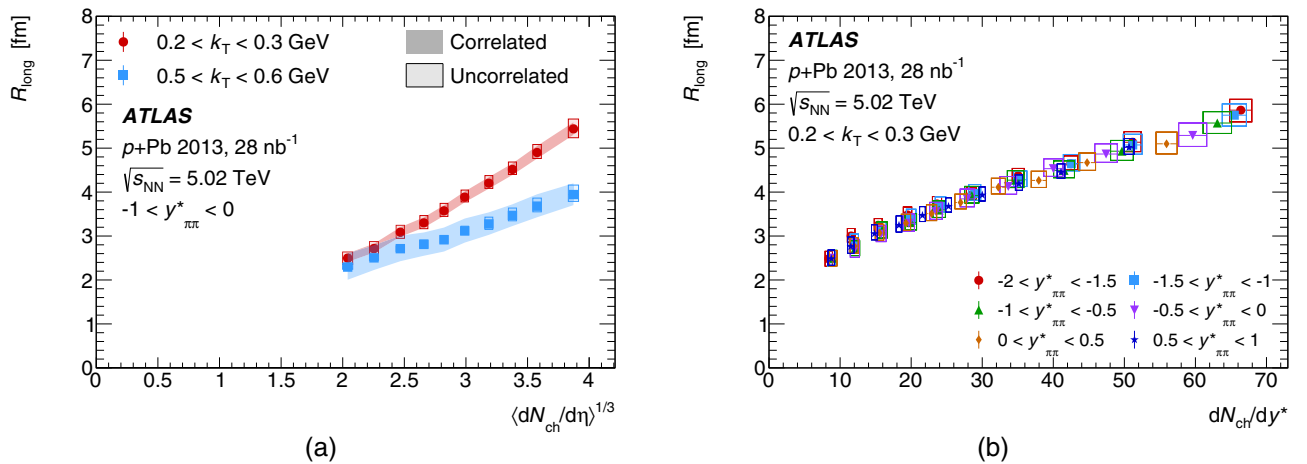 R_long [fm]
8
7
6
5
4
3
2
1
0
0.2 < k_T < 0.3 GeV
0.5 < k_T < 0.6 GeV
Correlated
Uncorrelated
ATLAS
p+Pb 2013, 28 nb⁻¹
√s_NN = 5.02 TeV
-1 < y*_ππ < 0
0 0.5 1 1.5 2 2.5 3 3.5 4
⟨dN_ch/dη⟩^1/3
(a)
R_long [fm]
8
7
6
5
4
3
2
1
0
ATLAS
p+Pb 2013, 28 nb⁻¹
√s_NN = 5.02 TeV
0.2 < k_T < 0.3 GeV
-2 < y*_ππ < -1.5 -1.5 < y*_ππ < -1
-1 < y*_ππ < -0.5 -0.5 < y*_ππ < 0
0 < y*_ππ < 0.5 0.5 < y*_ππ < 1
0 10 20 30 40 50 60 70
dN_ch/dy*
(b)